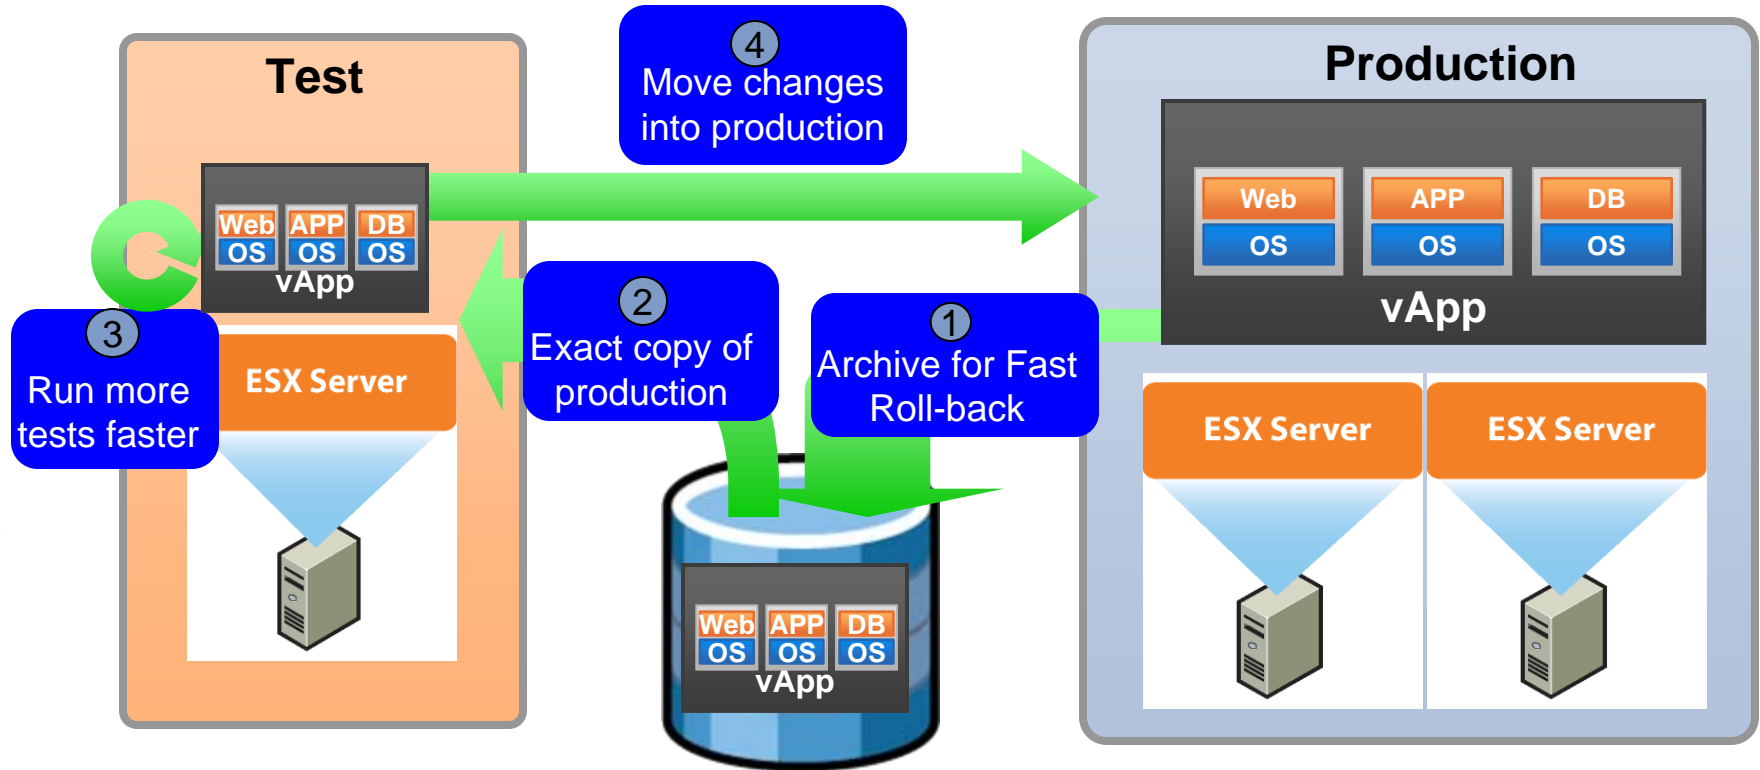 Test
Web APP DB
OS OS OS
vApp
ESX Server
3
Run more
tests faster
4
Move changes
into production
2
Exact copy of
production
1
Archive for Fast
Roll-back
Web APP DB
OS OS OS
vApp
Production
Web APP DB
OS OS OS
vApp
ESX Server ESX Server